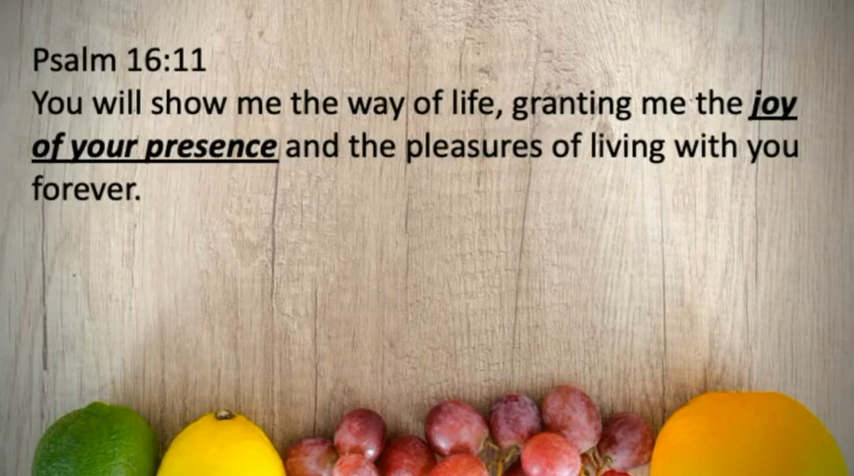 Psalm 16:11
You will show me the way of life, granting me the joy
of your presence and the pleasures of living with you
forever.